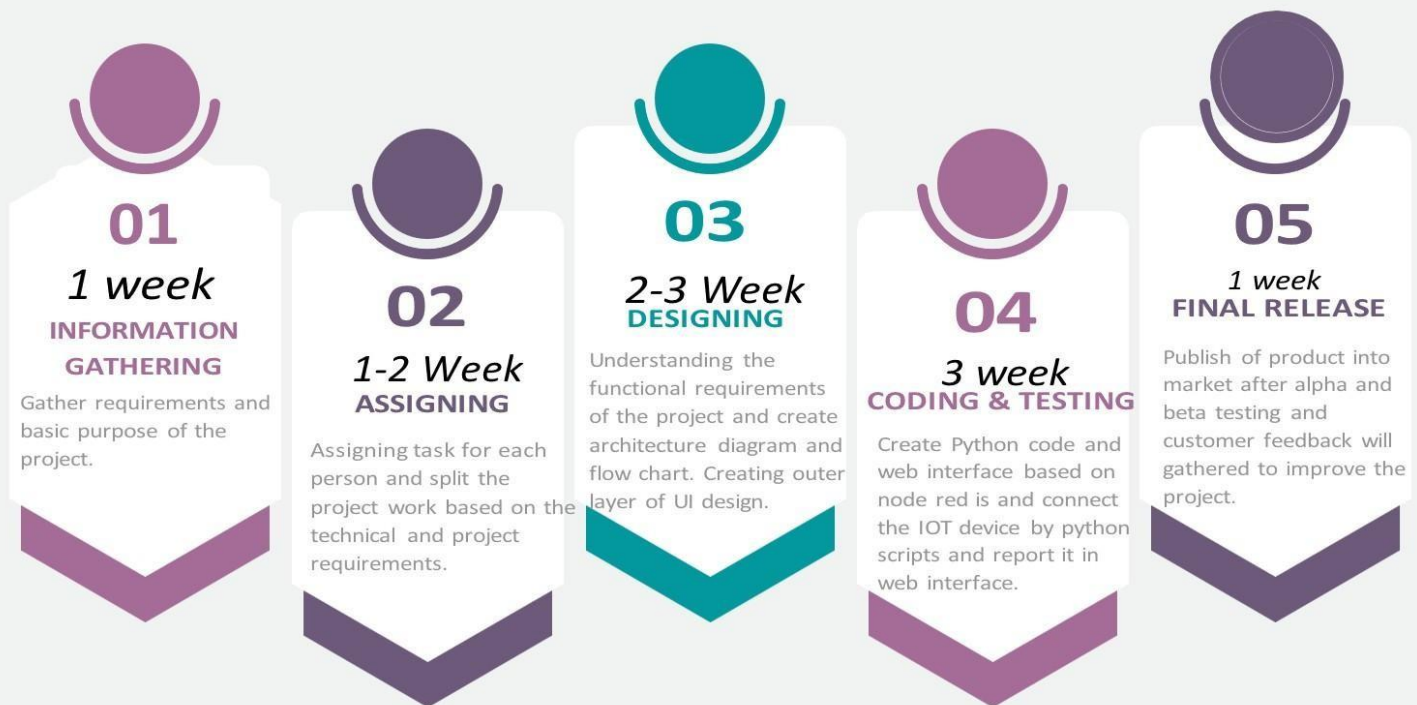 01
1 week
INFORMATION
GATHERING
Gather requirements and
basic purpose of the
project.
02
1-2 Week
ASSIGNING
Assigning task for each
person and split the
project work based on the
technical and project
requirements.
03
2-3 Week
DESIGNING
Understanding the
functional requirements
of the project and create
architecture diagram and
flow chart. Creating outer
layer of UI design.
04
3 week
CODING & TESTING
Create Python code and
web interface based on
node red is and connect
the IOT device by python
scripts and report it in
web interface.
05
1 week
FINAL RELEASE
Publish of product into
market after alpha and
beta testing and
customer feedback will
gathered to improve the
project.